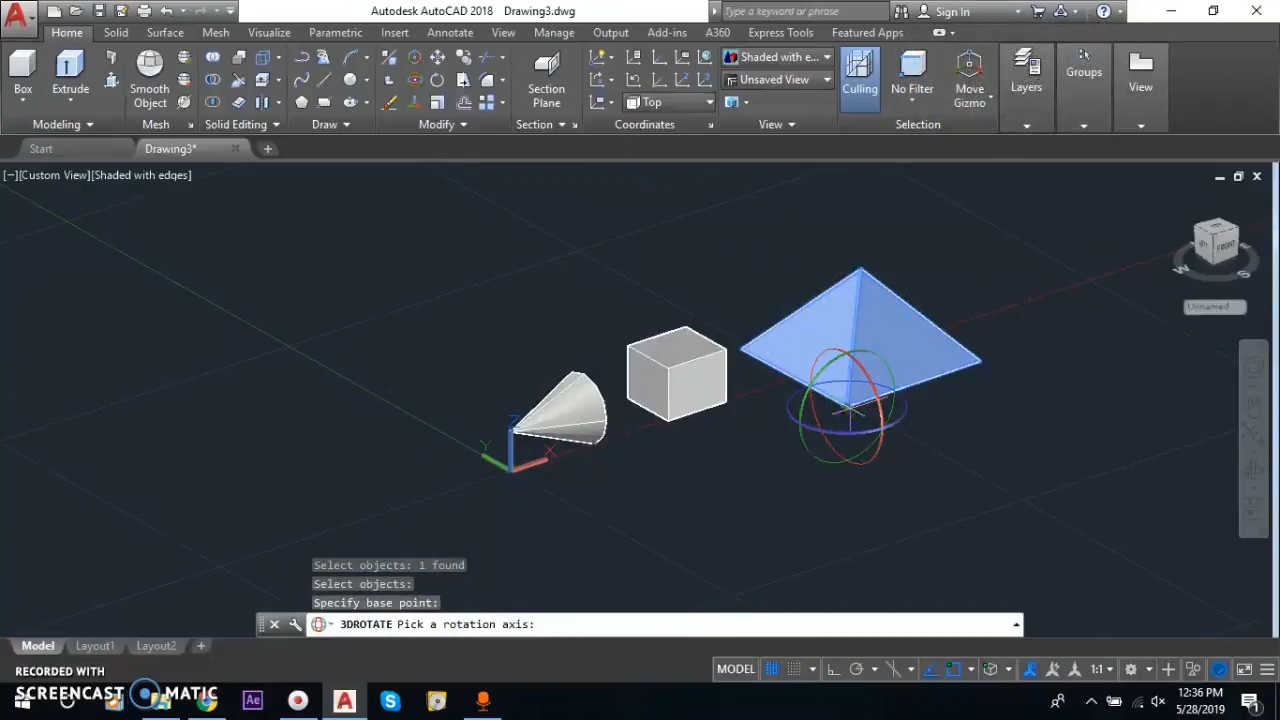 Autodesk AutoCAD 2018 Drawing3.dwg
Type a keyword or phrase
Sign In
Home Solid Surface Mesh Visualize Parametric Insert Annotate View Manage Output Add-ins A360 Express Tools Featured Apps
Box
Extrude
Smooth Object
Section Plane
Shaded with e...
Unsaved View
Top
Culling
No Filter
Move Gizmo
Layers
Groups
View
Modeling Mesh Solid Editing Draw Modify Section Coordinates View Selection
Start Drawing3*
[−][Custom View][Shaded with edges]
FRONT
W S
Unnamed
Z
Y
X
Select objects: 1 found
Select objects:
Specify base point:
3DROTATE Pick a rotation axis:
Model Layout1 Layout2
MODEL
1:1
RECORDED WITH
SCREENCAST MATIC
12:36 PM
5/28/2019